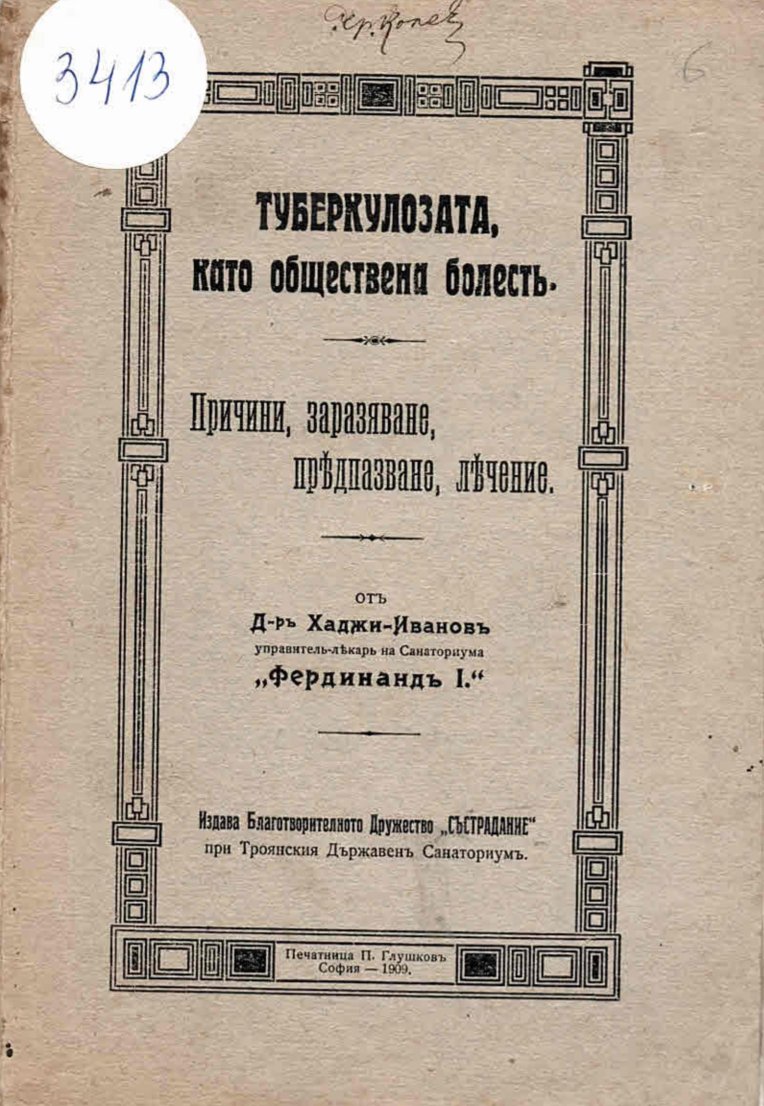 3413
6
ТУБЕРКУЛОЗАТА,
като обществена болесть.
Причини, заразяване,
прѣдпазване, лѣчение.
отъ
Д-ръ Хаджи-Ивановъ
управитель-лѣкарь на Санаториума
„Фердинандъ I.“
Издава Благотворителното Дружество „СЪСТРАДАНИЕ“
при Троянския Държавенъ Санаториумъ.
Печатница П. Глушковъ
София — 1909.